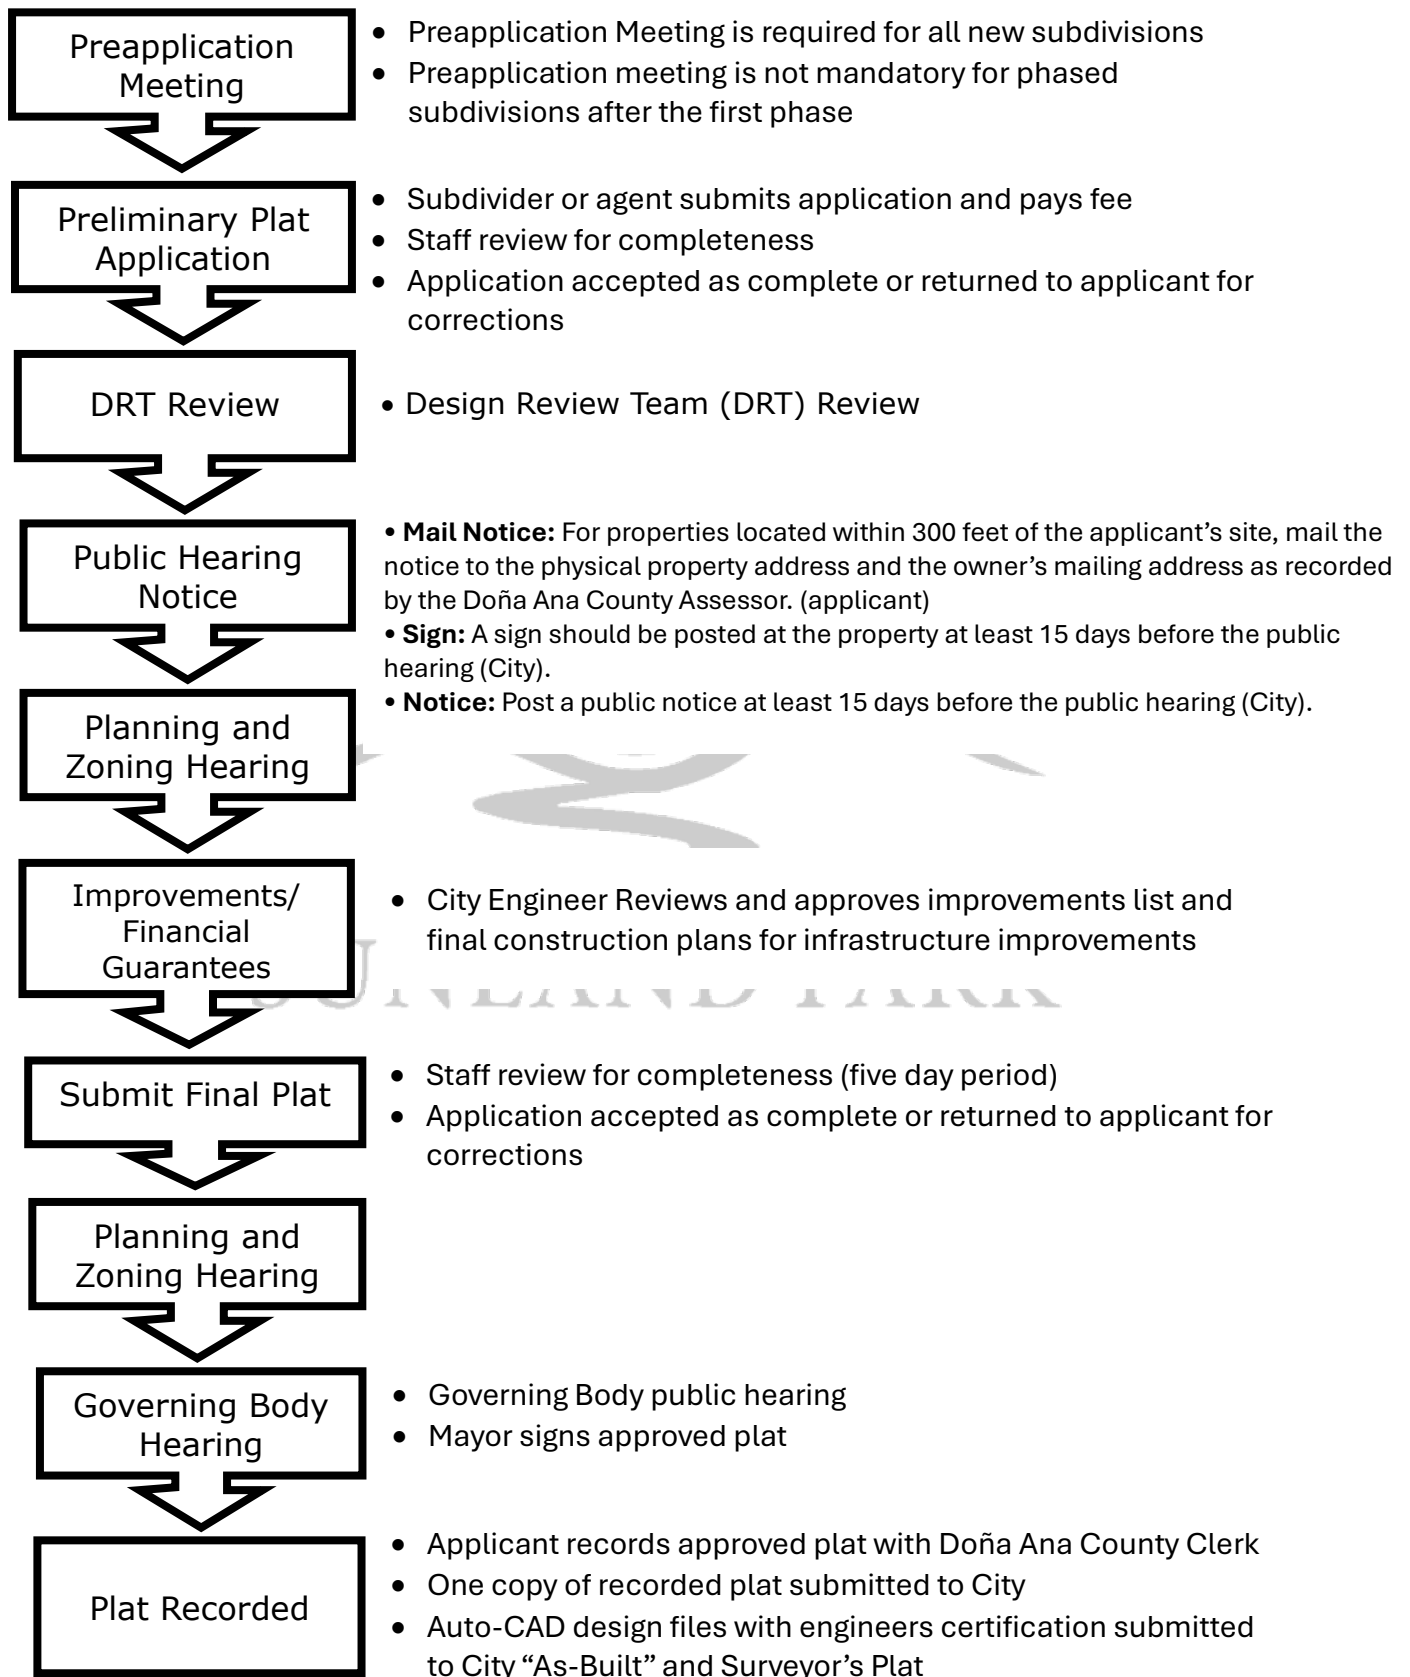 Preapplication
Meeting
• Preapplication Meeting is required for all new subdivisions
• Preapplication meeting is not mandatory for phased
subdivisions after the first phase
Preliminary Plat
Application
• Subdivider or agent submits application and pays fee
• Staff review for completeness
• Application accepted as complete or returned to applicant for
corrections
DRT Review
• Design Review Team (DRT) Review
Public Hearing
Notice
• Mail Notice: For properties located within 300 feet of the applicant’s site, mail the
notice to the physical property address and the owner’s mailing address as recorded
by the Doña Ana County Assessor. (applicant)
• Sign: A sign should be posted at the property at least 15 days before the public
hearing (City).
• Notice: Post a public notice at least 15 days before the public hearing (City).
Planning and
Zoning Hearing
Improvements/
Financial
Guarantees
• City Engineer Reviews and approves improvements list and
final construction plans for infrastructure improvements
SUNLAND PARK
Submit Final Plat
• Staff review for completeness (five day period)
• Application accepted as complete or returned to applicant for
corrections
Planning and
Zoning Hearing
Governing Body
Hearing
• Governing Body public hearing
• Mayor signs approved plat
Plat Recorded
• Applicant records approved plat with Doña Ana County Clerk
• One copy of recorded plat submitted to City
• Auto-CAD design files with engineers certification submitted
to City “As-Built” and Surveyor’s Plat